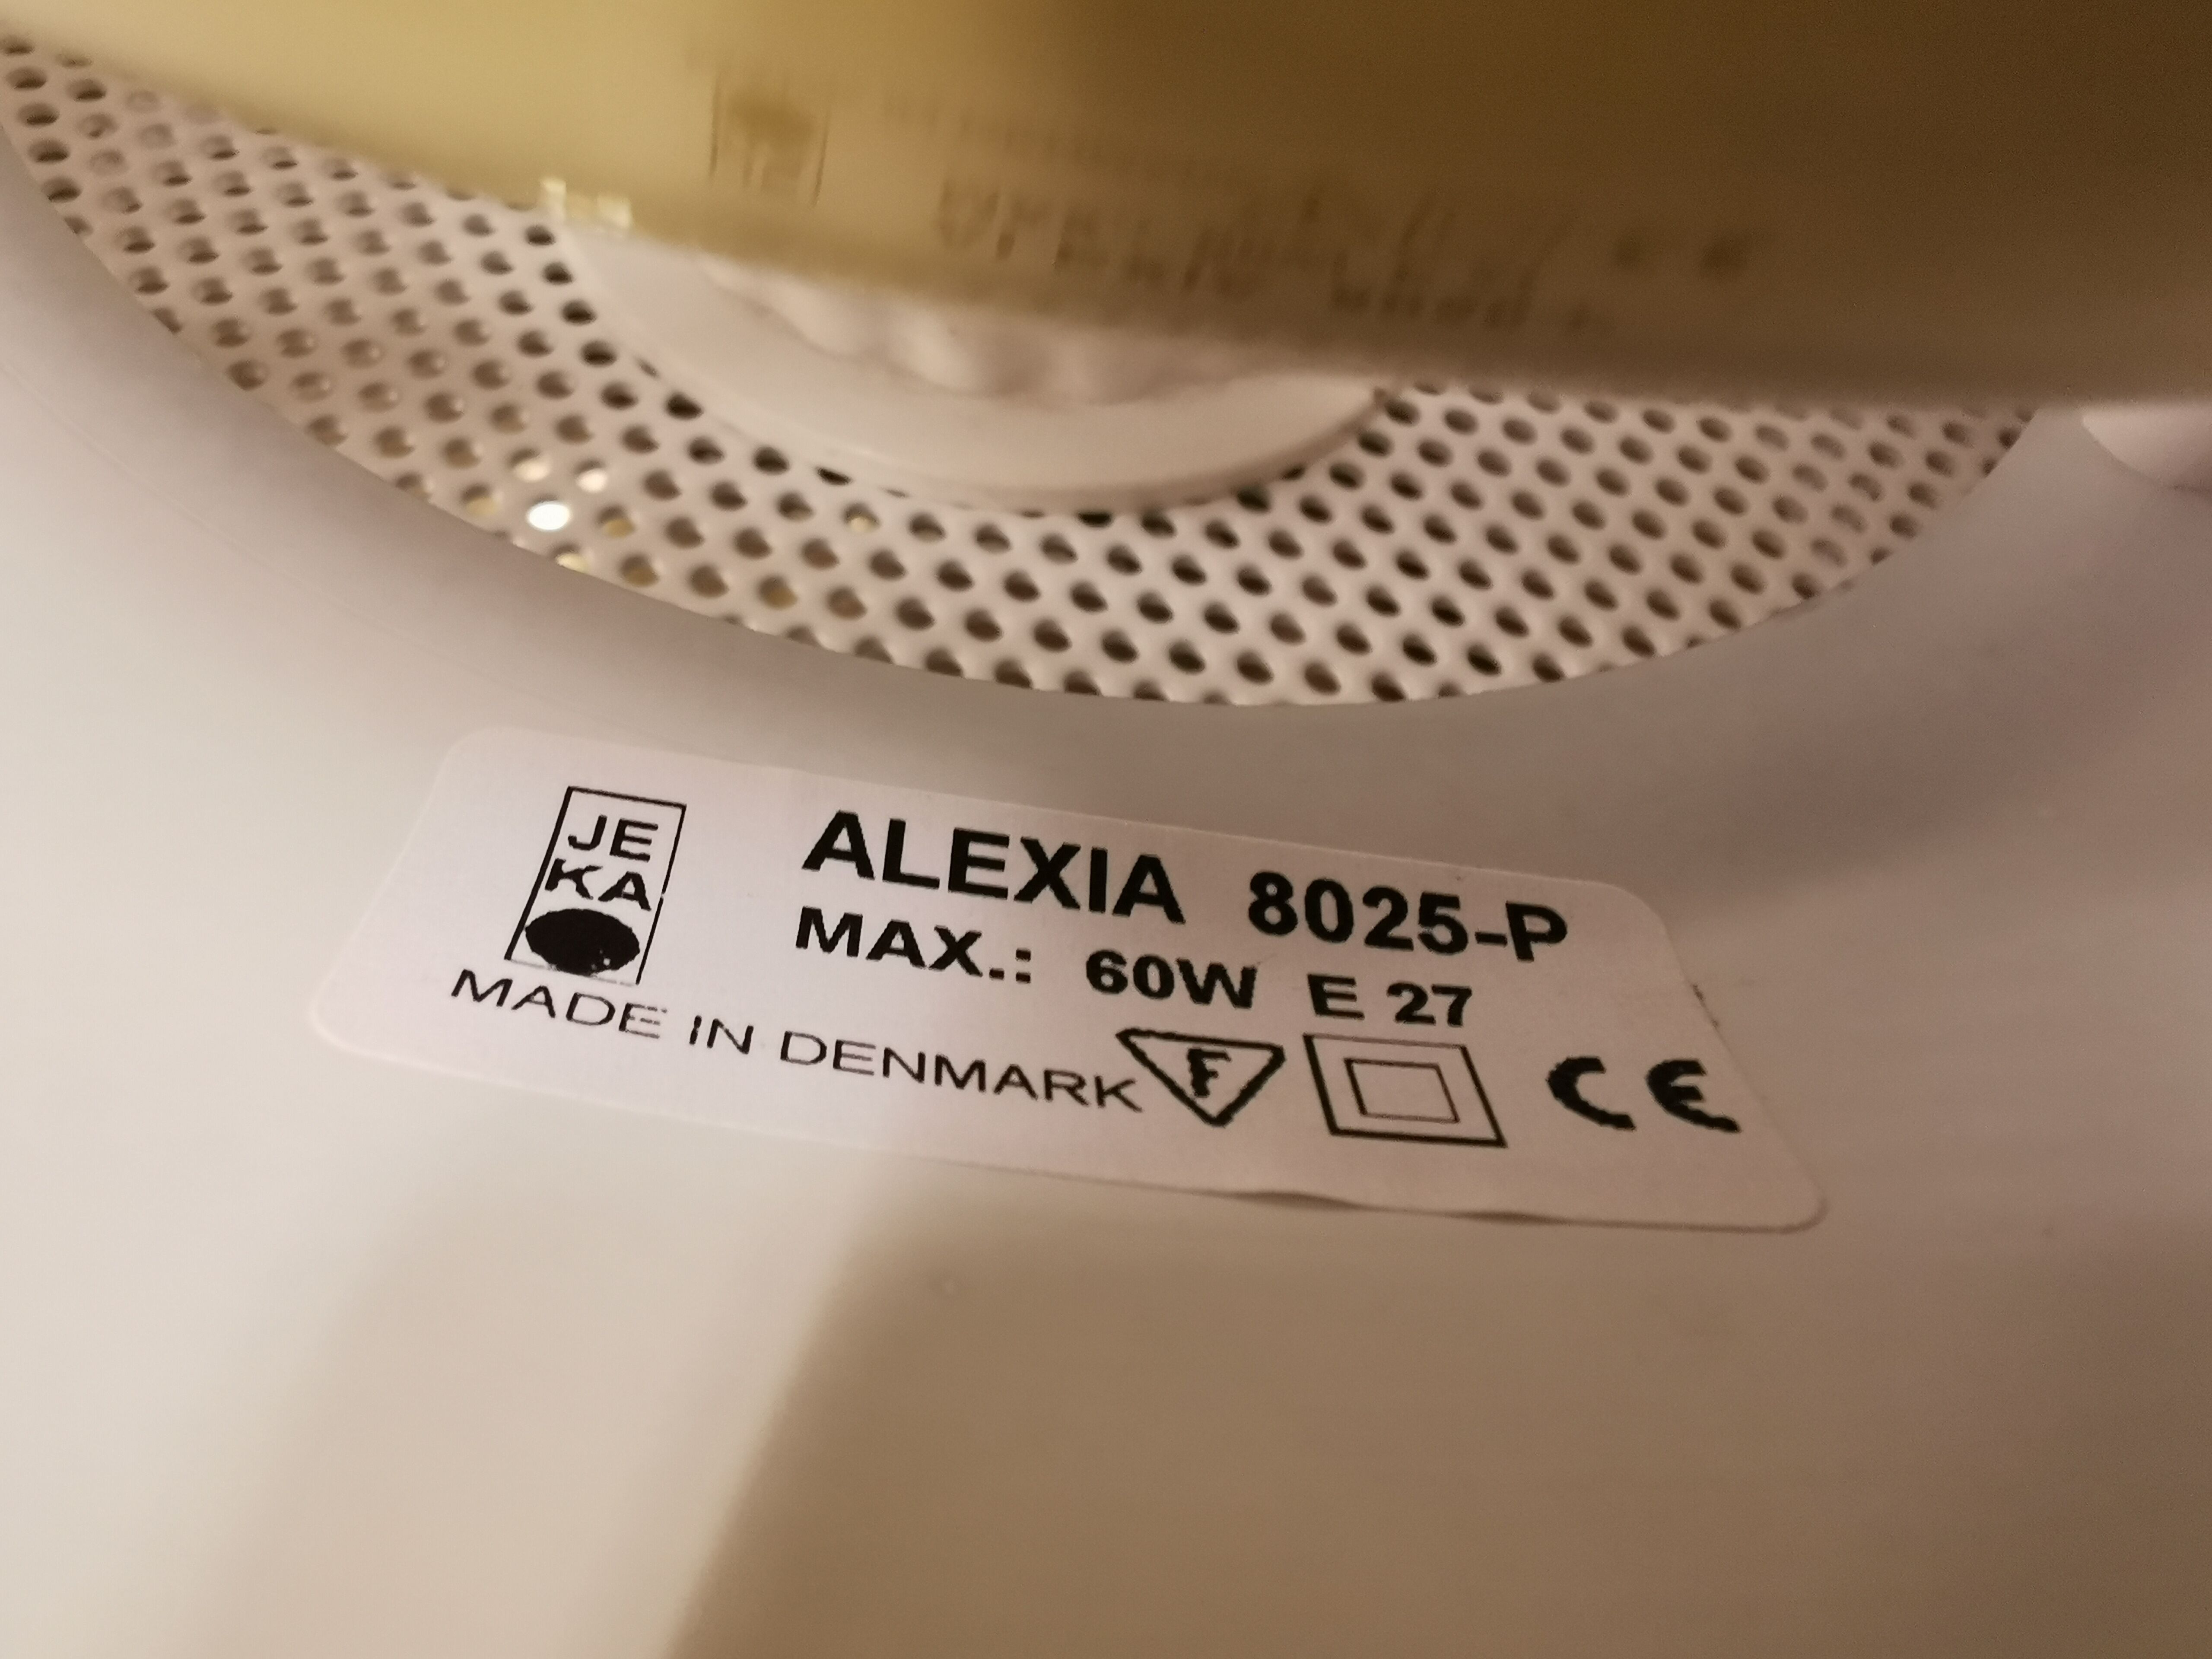 JE
KA
ALEXIA 8025-P
MAX.: 60W E 27
MADE IN DENMARK
F
CE